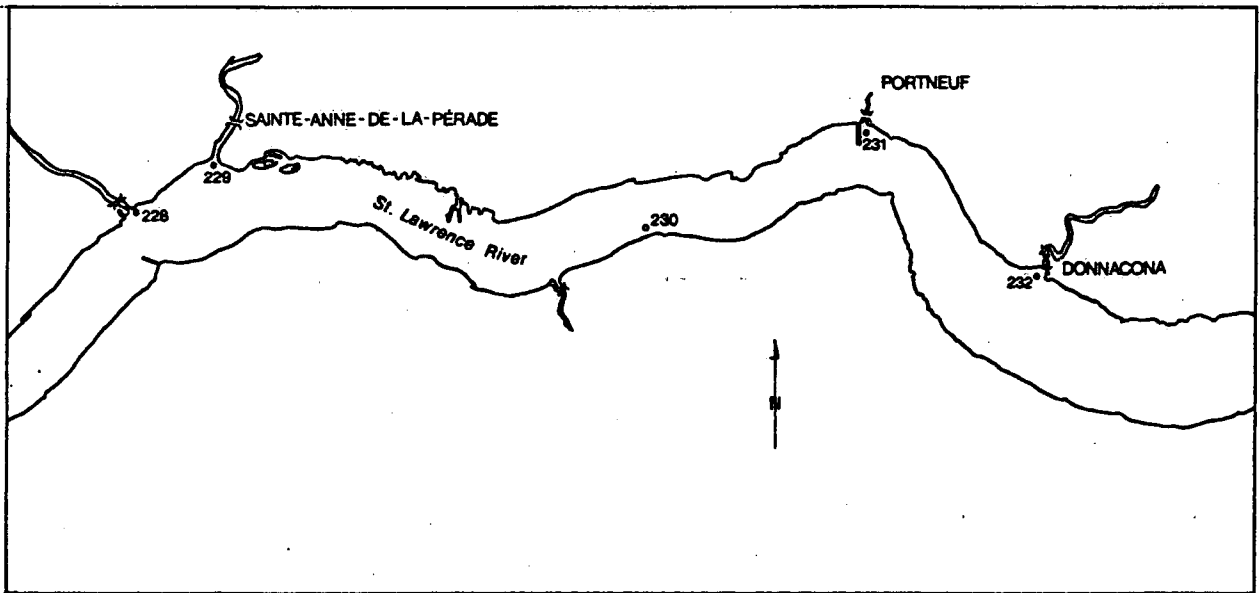 PORTNEUF
SAINTE-ANNE-DE-LA-PÉRADE
231
229
228
St. Lawrence River
230
232
DONNACONA
N